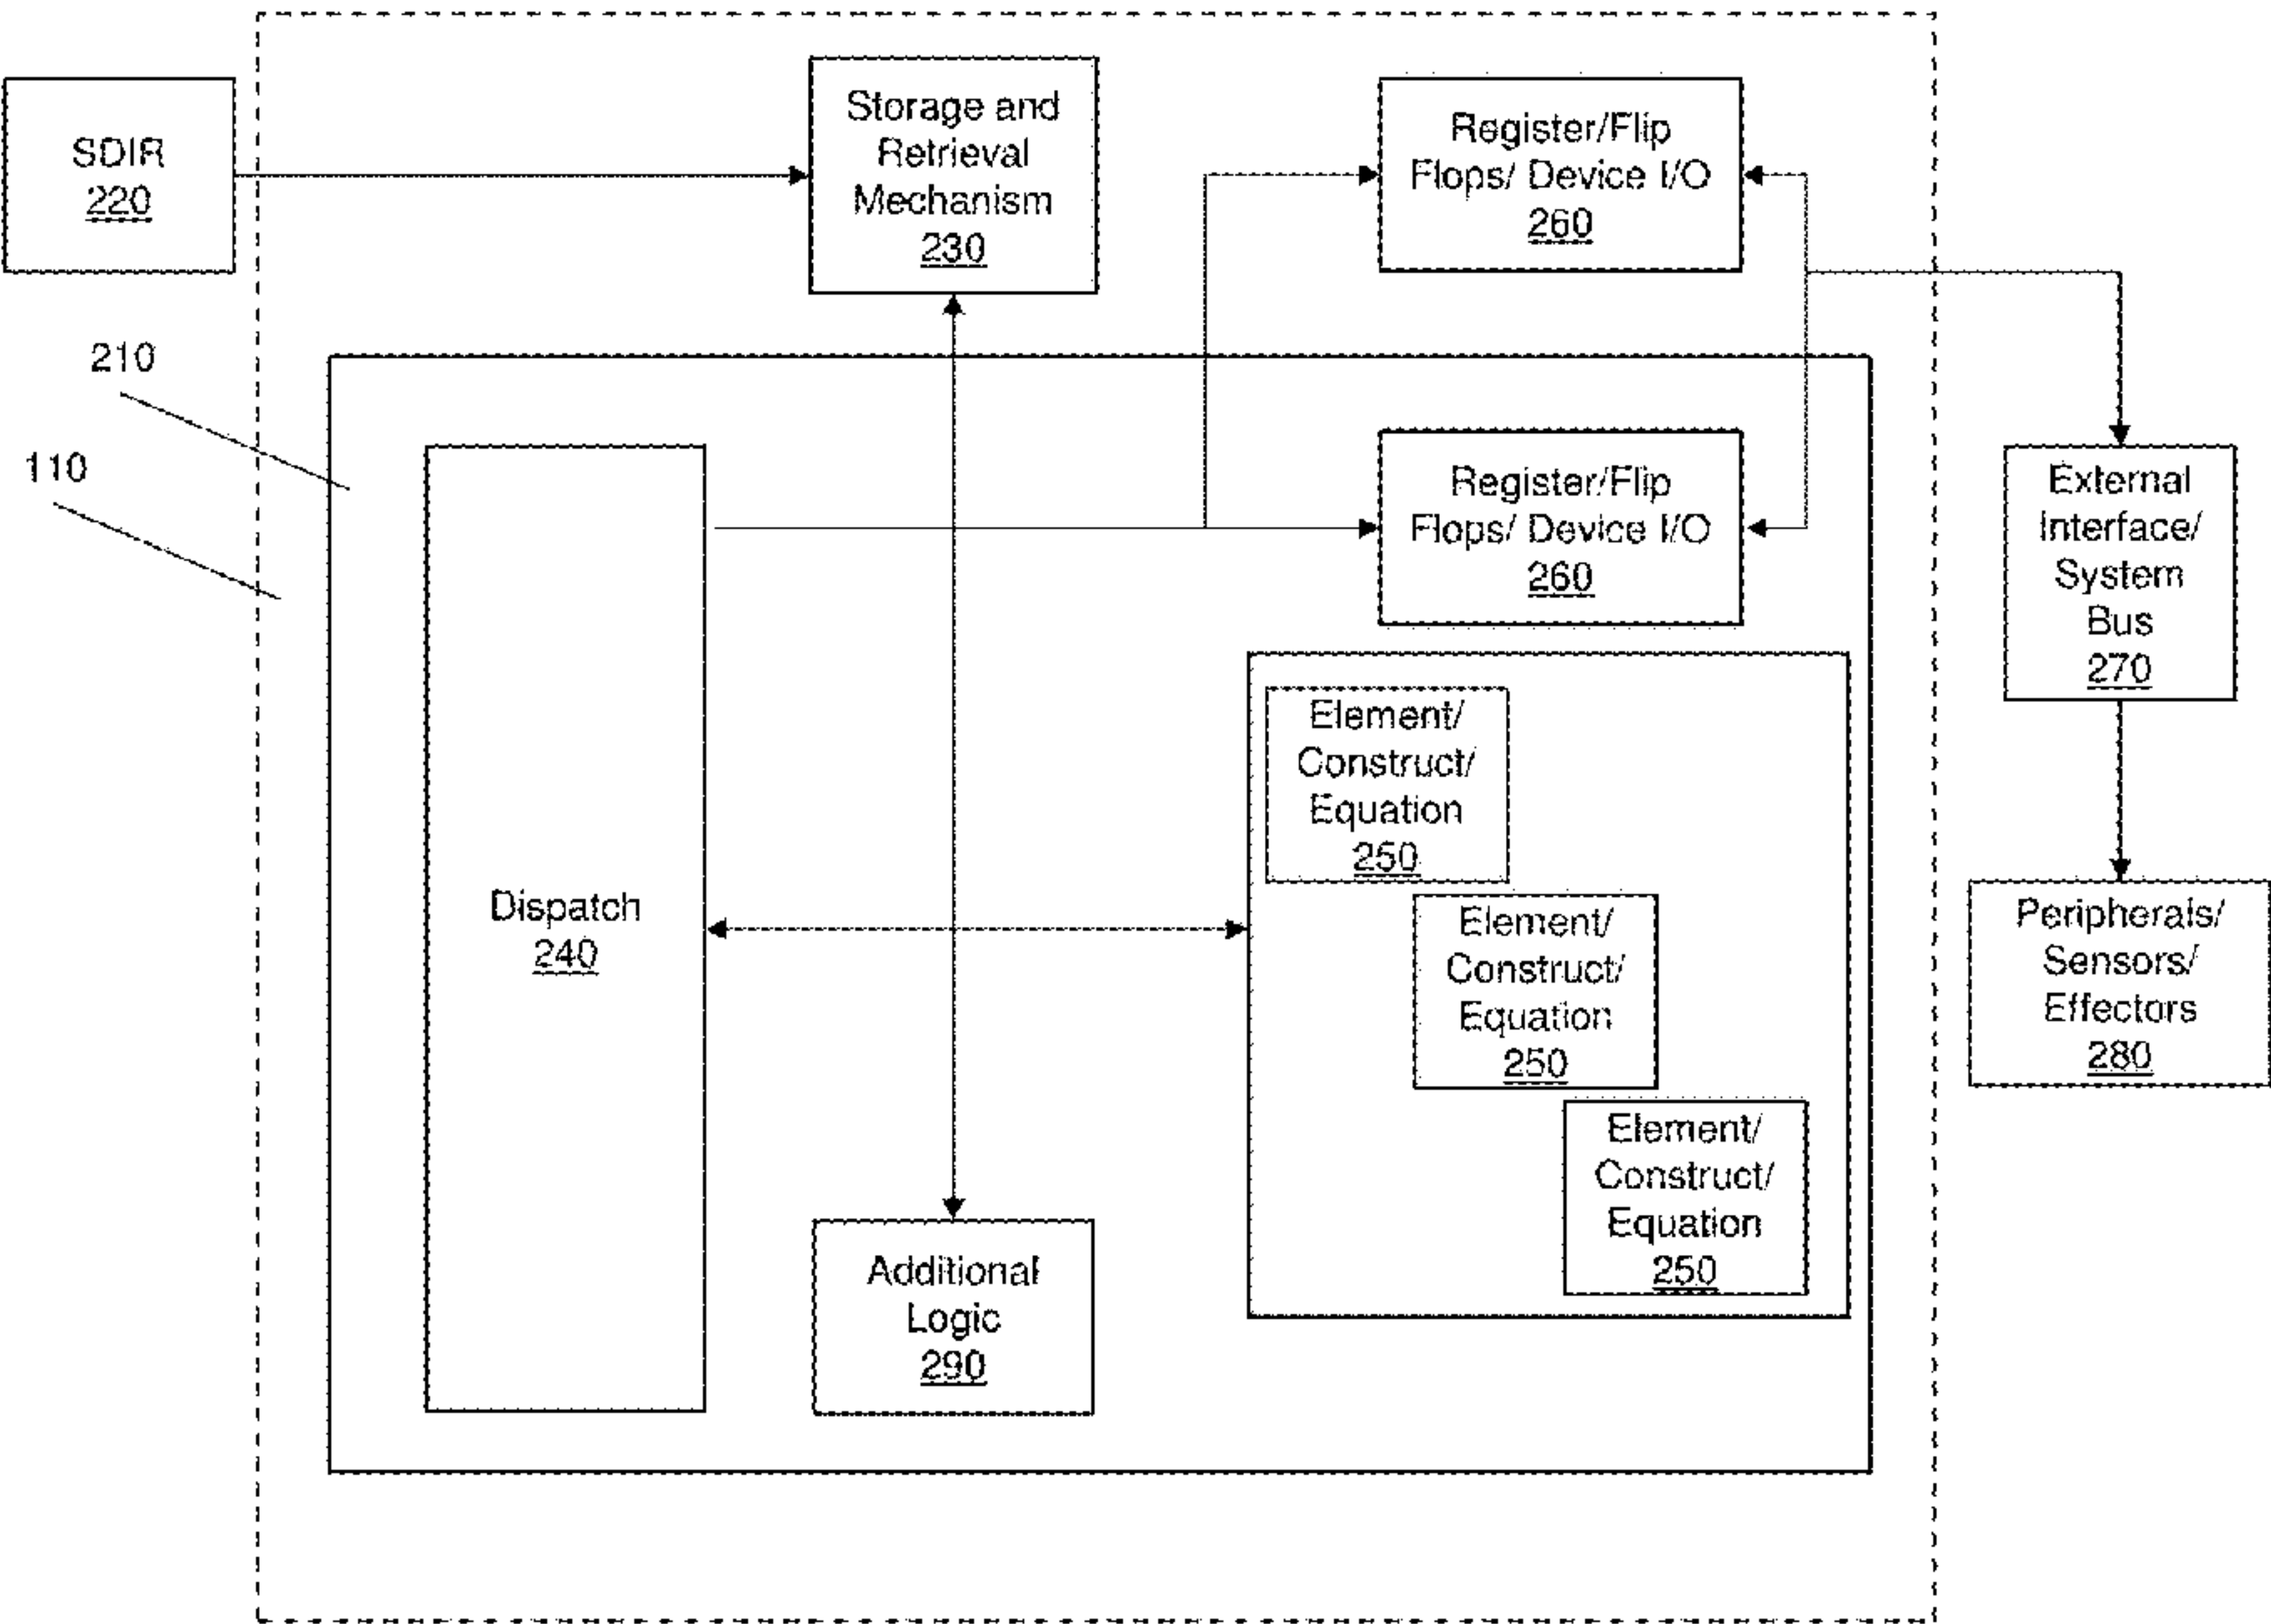 SDIR
220
Storage and
Retrieval
Mechanism
230
Register/Flip
Flops/ Device I/O
260
210
110
Register/Flip
Flops/ Device I/O
260
External
Interface/
System
Bus
270
Dispatch
240
Element/
Construct/
Equation
250
Element/
Construct/
Equation
250
Element/
Construct/
Equation
250
Peripherals/
Sensors/
Effectors
280
Additional
Logic
290